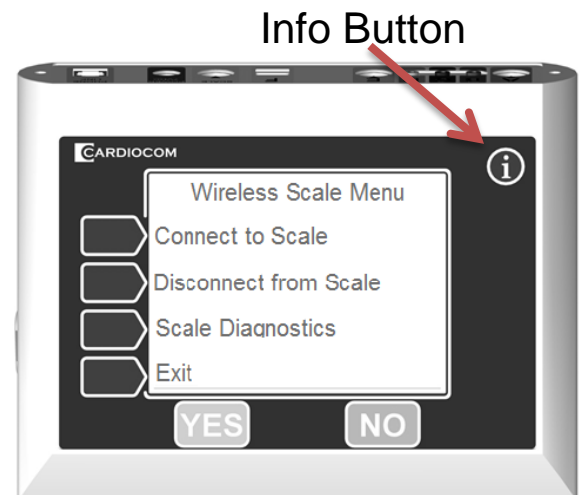 Info Button
CARDIOCOM
i
Wireless Scale Menu
Connect to Scale
Disconnect from Scale
Scale Diagnostics
Exit
YES NO